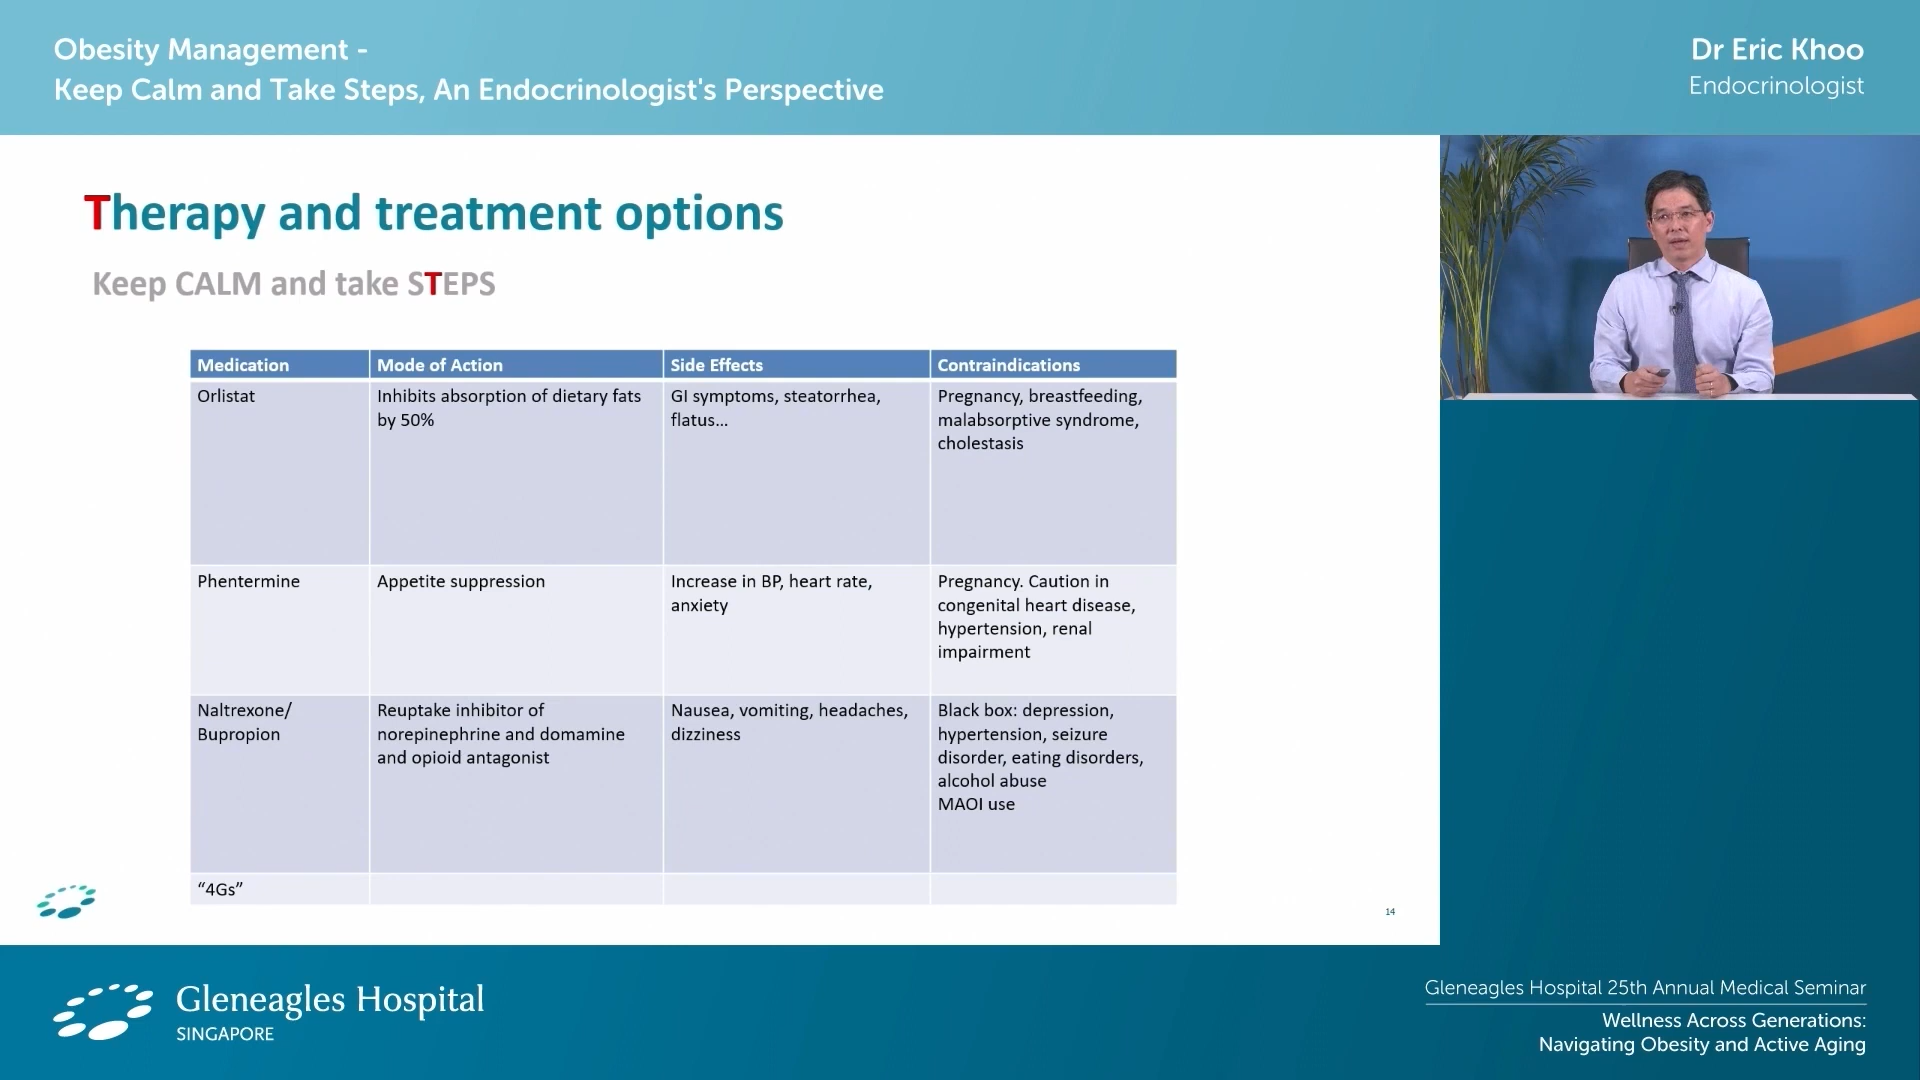 Obesity Management -
Keep Calm and Take Steps, An Endocrinologist's Perspective
Dr Eric Khoo
Endocrinologist
Therapy and treatment options
Keep CALM and take STEPS
Medication
Mode of Action
Side Effects
Contraindications
Orlistat
Inhibits absorption of dietary fats
by 50%
GI symptoms, steatorrhea,
flatus...
Pregnancy, breastfeeding,
malabsorptive syndrome,
cholestasis
Phentermine
Appetite suppression
Increase in BP, heart rate,
anxiety
Pregnancy. Caution in
congenital heart disease,
hypertension, renal
impairment
Naltrexone/
Bupropion
Reuptake inhibitor of
norepinephrine and domamine
and opioid antagonist
Nausea, vomiting, headaches,
dizziness
Black box: depression,
hypertension, seizure
disorder, eating disorders,
alcohol abuse
MAOI use
“4Gs”
14
Gleneagles Hospital
SINGAPORE
Gleneagles Hospital 25th Annual Medical Seminar
Wellness Across Generations:
Navigating Obesity and Active Aging